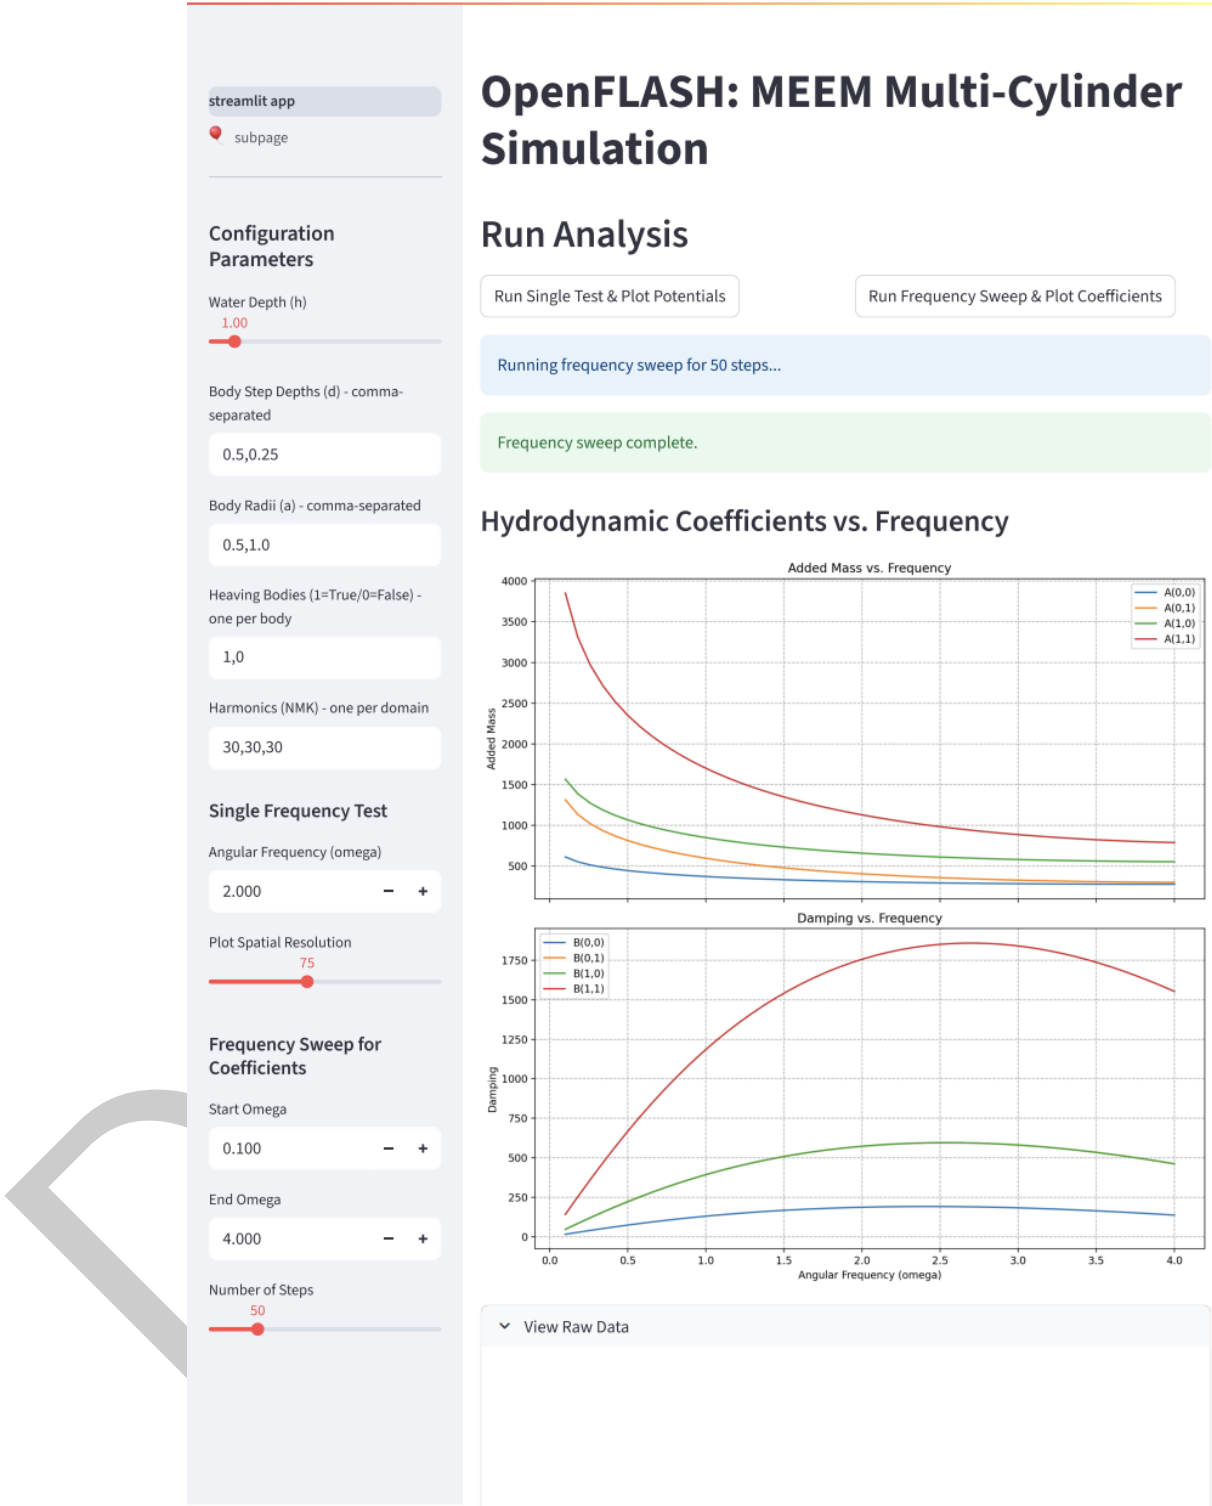 streamlit app
subpage
Configuration
Parameters
Water Depth (h)
1.00
Body Step Depths (d) - comma-
separated
0.5,0.25
Body Radii (a) - comma-separated
0.5,1.0
Heaving Bodies (1=True/0=False) -
one per body
1,0
Harmonics (NMK) - one per domain
30,30,30
Single Frequency Test
Angular Frequency (omega)
2.000
Plot Spatial Resolution
75
Frequency Sweep for
Coefficients
Start Omega
0.100
End Omega
4.000
Number of Steps
50
OpenFLASH: MEEM Multi-Cylinder
Simulation
Run Analysis
Run Single Test & Plot Potentials
Run Frequency Sweep & Plot Coefficients
Running frequency sweep for 50 steps...
Frequency sweep complete.
Hydrodynamic Coefficients vs. Frequency
Added Mass vs. Frequency
4000
3500
3000
2500
2000
1500
1000
500
Added Mass
A(0,0)
A(0,1)
A(1,0)
A(1,1)
Damping vs. Frequency
B(0,0)
B(0,1)
B(1,0)
B(1,1)
1750
1500
1250
1000
750
500
250
0
Damping
0.0 0.5 1.0 1.5 2.0 2.5 3.0 3.5 4.0
Angular Frequency (omega)
View Raw Data